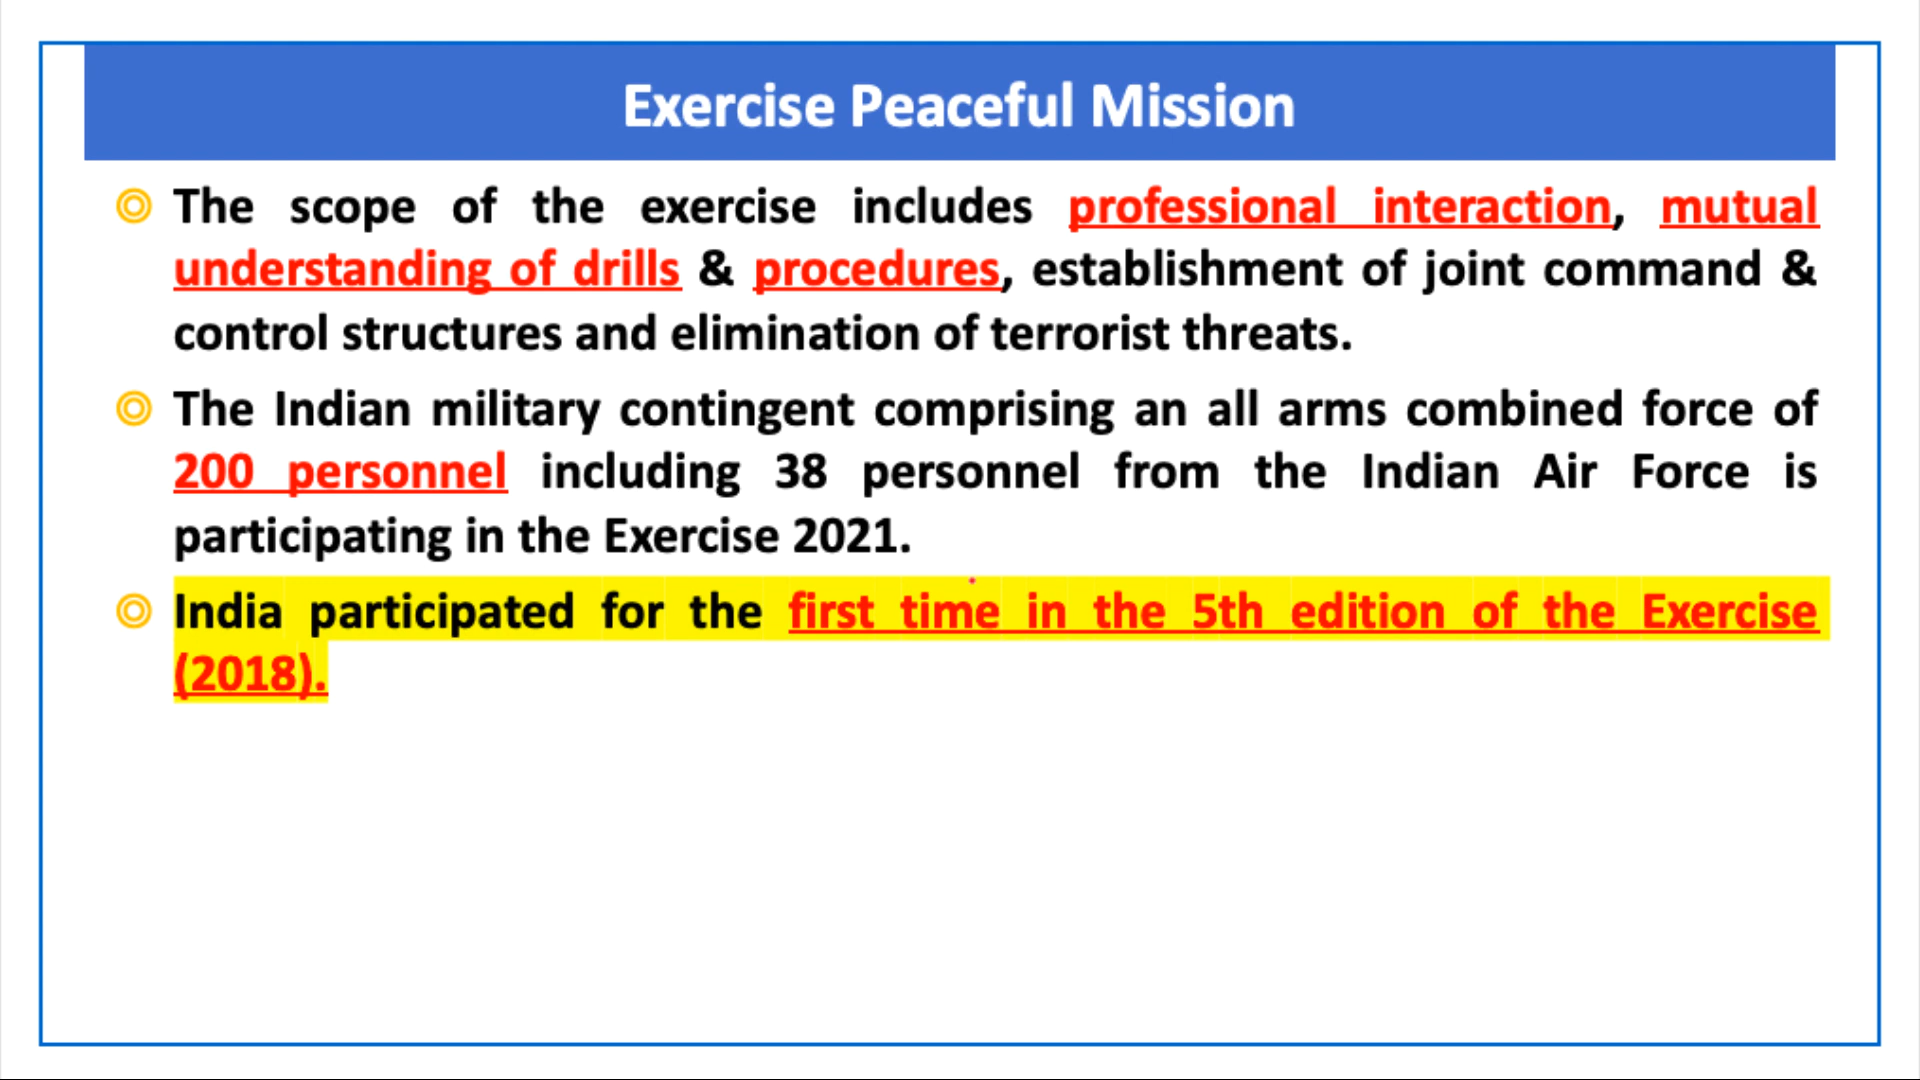 Exercise Peaceful Mission
The scope of the exercise includes professional interaction, mutual
understanding of drills & procedures, establishment of joint command &
control structures and elimination of terrorist threats.
The Indian military contingent comprising an all arms combined force of
200 personnel including 38 personnel from the Indian Air Force is
participating in the Exercise 2021.
India participated for the first time in the 5th edition of the Exercise
(2018).